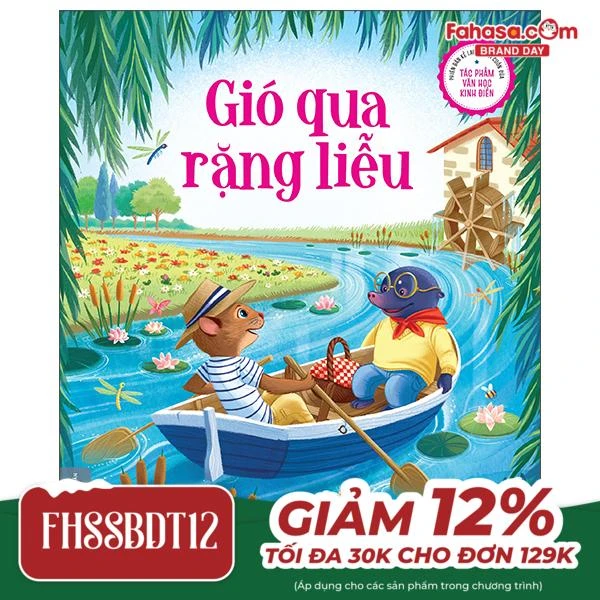 Fahasa.com
BRAND DAY
TÁC PHẨM
VĂN HỌC
KINH ĐIỂN
Gió qua
rặng liễu
FHSSBDT12
GIẢM 12%
TỐI ĐA 30K CHO ĐƠN 129K
(Áp dụng cho các sản phẩm trong chương trình)